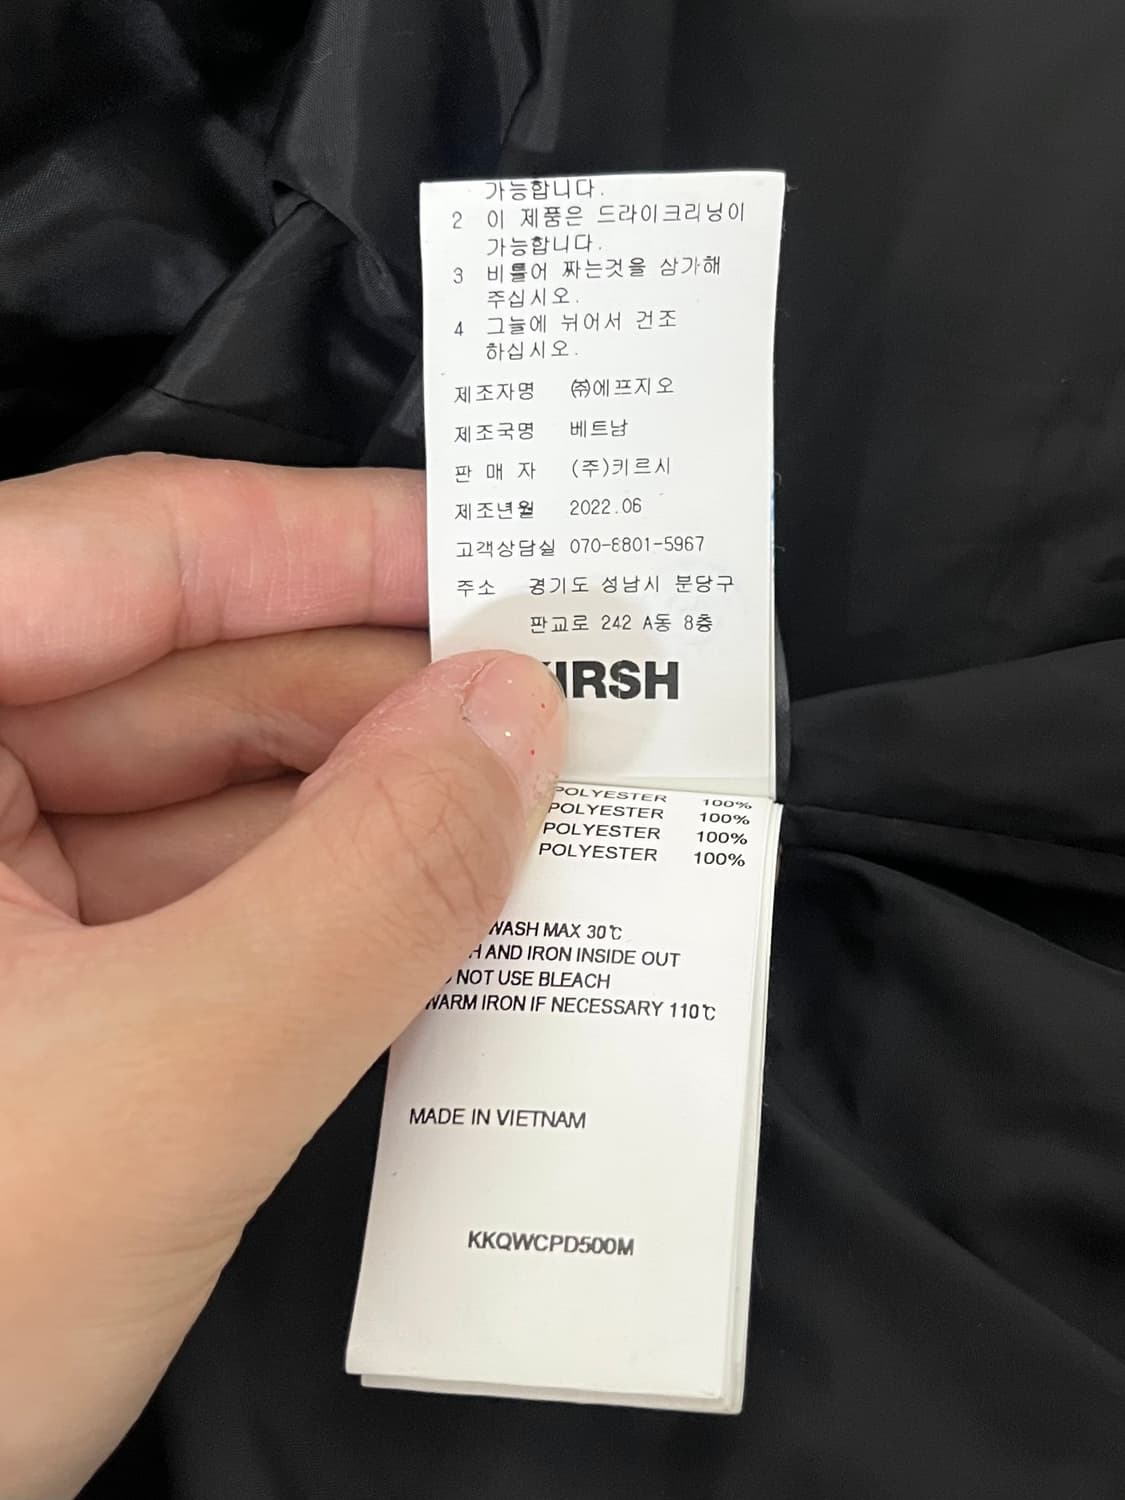 가능합니다.
2 이 제품은 드라이크리닝이
가능합니다.
3 비틀어 짜는것을 삼가해
주십시오.
4 그늘에 뉘어서 건조
하십시오.
제조자명 ㈜에프지오
제조국명 베트남
판 매 자 (주)키르시
제조년월 2022.06
고객상담실 070-8801-5967
주소 경기도 성남시 분당구
판교로 242 A동 8층
POLYESTER 100%
POLYESTER 100%
POLYESTER 100%
POLYESTER 100%
WASH MAX 30℃
AND IRON INSIDE OUT
NOT USE BLEACH
WARM IRON IF NECESSARY 110℃
MADE IN VIETNAM
KKQWCPD500M